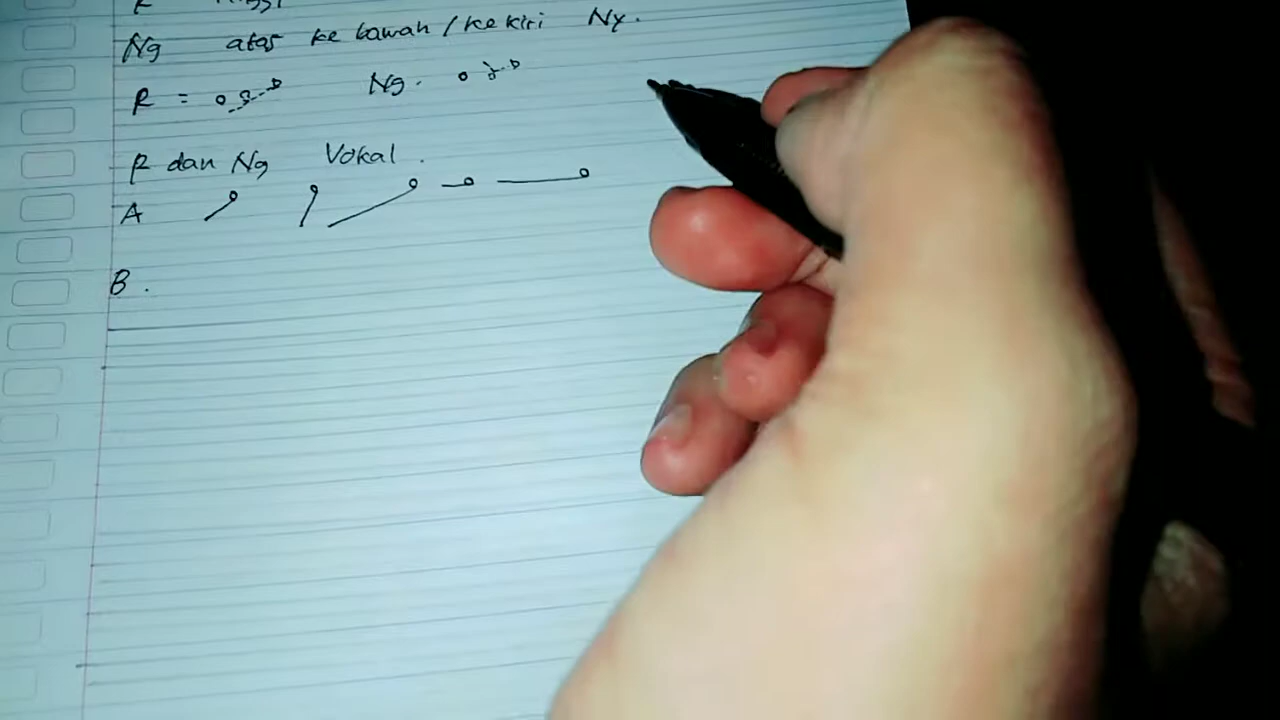 Ng atas ke bawah / ke kiri Ny.
R = Ng.
R dan Ng Vokal.
A
B.